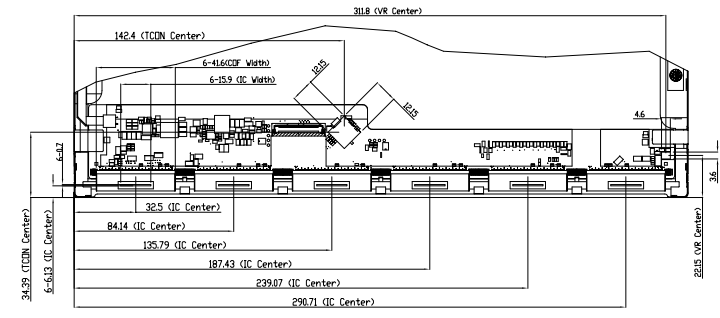 311.8 (VR Center)
142.4 (TCON Center)
6-41.6(COF Width)
6-15.9 (IC Width)
12.15
12.15
4.6
6-11.7
3.6
32.5 (IC Center)
84.14 (IC Center)
135.79 (IC Center)
187.43 (IC Center)
239.07 (IC Center)
290.71 (IC Center)
34.39 (TCON Center)
6-6.13 (IC Center)
22.15 (VR Center)